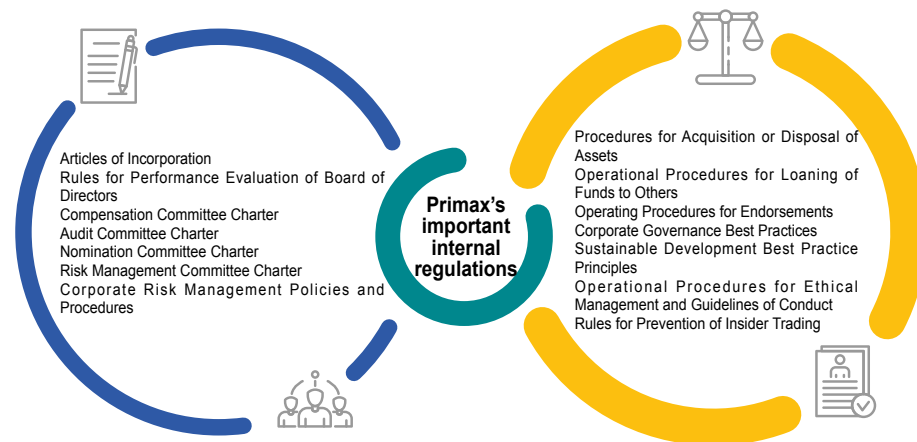 Articles of Incorporation
Rules for Performance Evaluation of Board of
Directors
Compensation Committee Charter
Audit Committee Charter
Nomination Committee Charter
Risk Management Committee Charter
Corporate Risk Management Policies and
Procedures
Primax’s
important
internal
regulations
Procedures for Acquisition or Disposal of
Assets
Operational Procedures for Loaning of
Funds to Others
Operating Procedures for Endorsements
Corporate Governance Best Practices
Sustainable Development Best Practice
Principles
Operational Procedures for Ethical
Management and Guidelines of Conduct
Rules for Prevention of Insider Trading